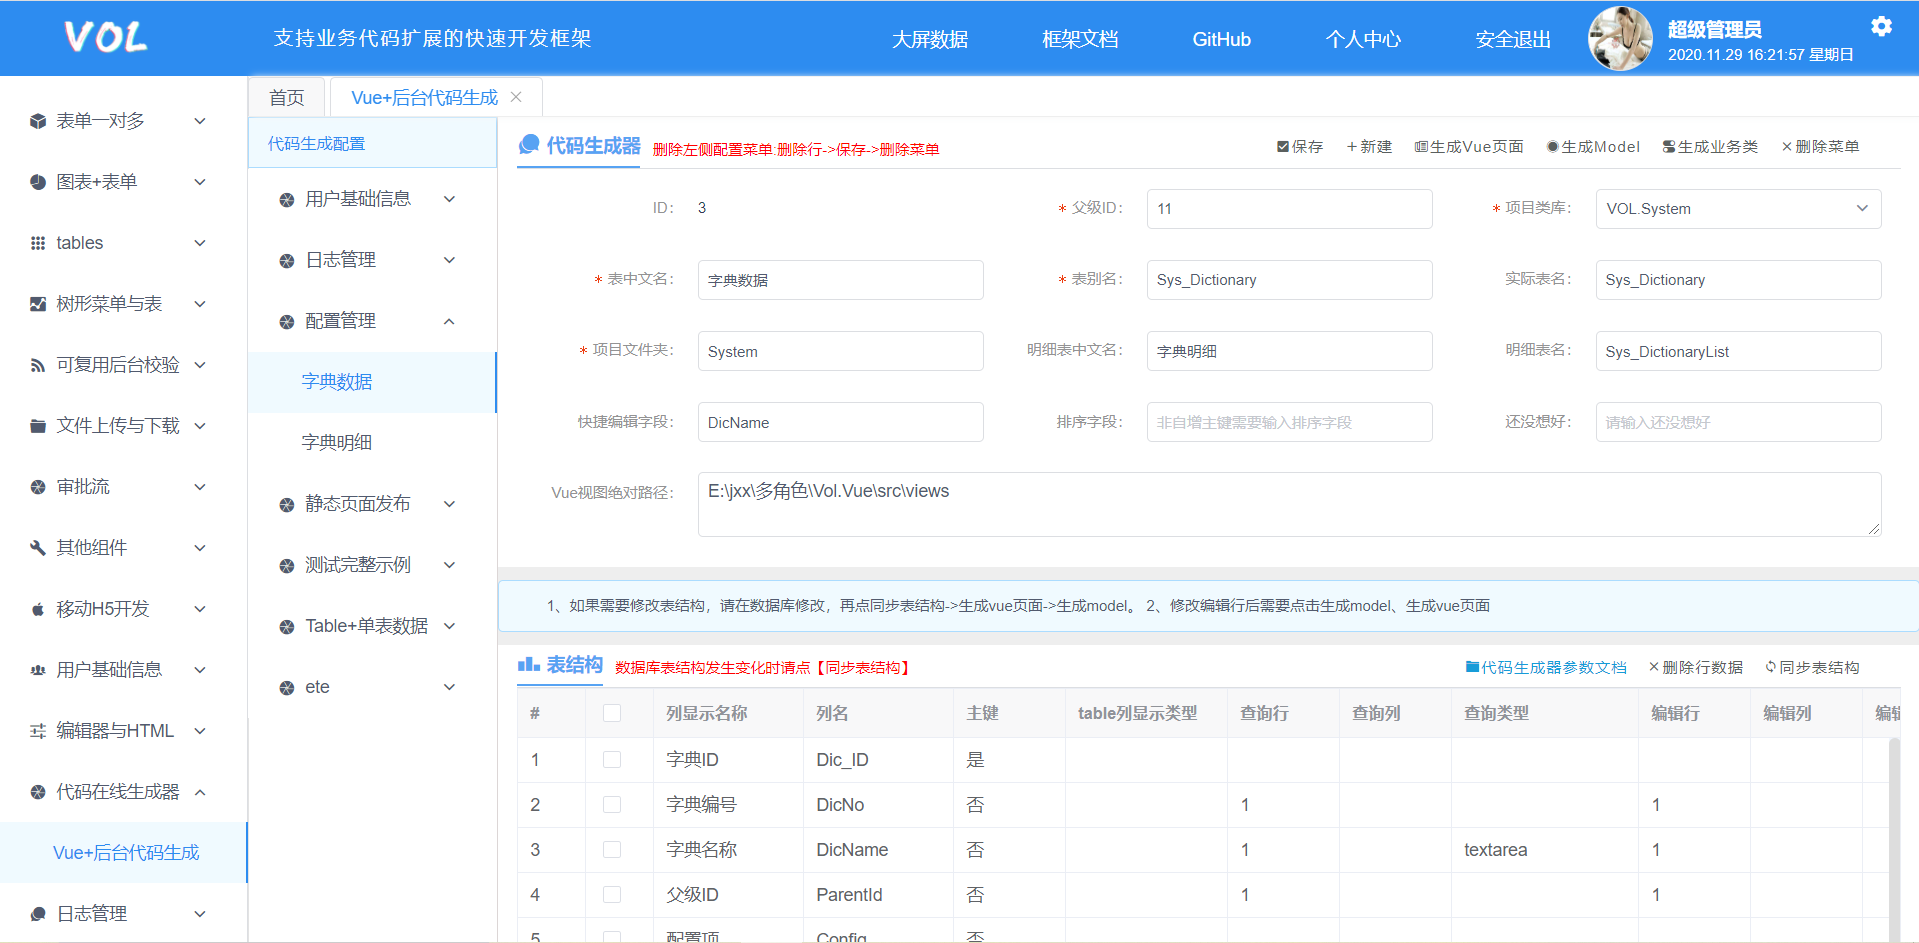 VOL
支持业务代码扩展的快速开发框架
大屏数据
框架文档
GitHub
个人中心
安全退出
超级管理员
2020.11.29 16:21:57 星期日
表单一对多
图表+表单
tables
树形菜单与表
可复用后台校验
文件上传与下载
审批流
其他组件
移动H5开发
用户基础信息
编辑器与HTML
代码在线生成器
Vue+后台代码生成
日志管理
首页
Vue+后台代码生成
代码生成配置
用户基础信息
日志管理
配置管理
字典数据
字典明细
静态页面发布
测试完整示例
Table+单表数据
ete
代码生成器 删除左侧配置菜单:删除行->保存->删除菜单
保存 +新建 生成Vue页面 生成Model 生成业务类 ×删除菜单
ID: 3
* 父级ID: 11
* 项目类库: VOL.System
* 表中文名: 字典数据
* 表别名: Sys_Dictionary
实际表名: Sys_Dictionary
* 项目文件夹: System
明细表中文名: 字典明细
明细表名: Sys_DictionaryList
快捷编辑字段: DicName
排序字段: 非自增主键需要输入排序字段
还没想好: 请输入还没想好
Vue视图绝对路径: E:\jxx\多角色\Vol.Vue\src\views
1、如果需要修改表结构，请在数据库修改，再点同步表结构->生成vue页面->生成model。 2、修改编辑行后需要点击生成model、生成vue页面
表结构 数据库表结构发生变化时请点【同步表结构】
代码生成器参数文档 ×删除行数据 同步表结构
# 列显示名称 列名 主键 table列显示类型 查询行 查询列 查询类型 编辑行 编辑列 编辑
1 字典ID Dic_ID 是
2 字典编号 DicNo 否 1 1
3 字典名称 DicName 否 1 textarea 1
4 父级ID ParentId 否 1 1
5 配置项 Config 否